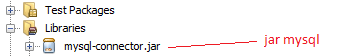 Test Packages
Libraries
mysql-connector.jar jar mysql